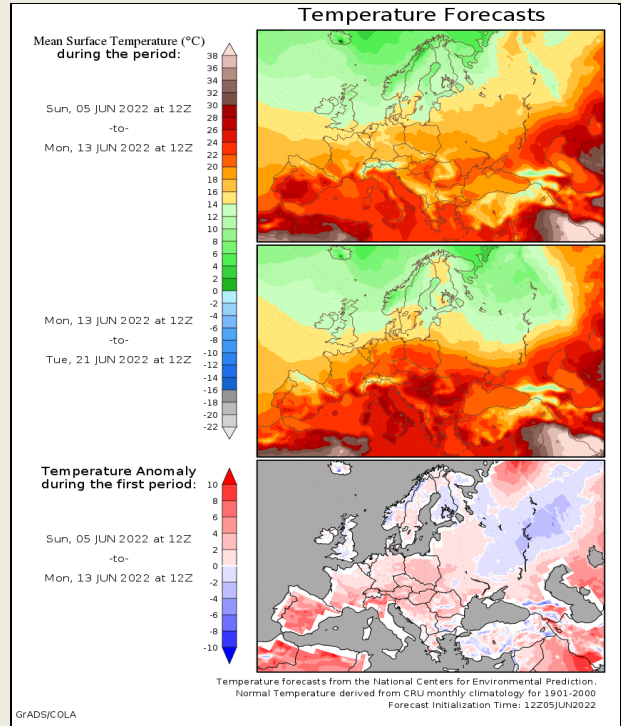 Temperature Forecasts
Mean Surface Temperature (°C)
during the period:
Sun, 05 JUN 2022 at 12Z
-to-
Mon, 13 JUN 2022 at 12Z
38
36
34
32
30
28
26
24
22
20
18
16
14
12
10
8
6
4
2
0
-2
-4
-6
-8
-10
-12
-14
-16
-18
-20
-22
Mon, 13 JUN 2022 at 12Z
-to-
Tue, 21 JUN 2022 at 12Z
Temperature Anomaly
during the first period:
Sun, 05 JUN 2022 at 12Z
-to-
Mon, 13 JUN 2022 at 12Z
10
8
6
4
2
0
-2
-4
-6
-8
-10
Temperature forecasts from the National Centers for Environmental Prediction.
Normal Temperature derived from CRU monthly climatology for 1901-2000
Forecast Initialization Time: 12Z05JUN2022
GrADS/COLA